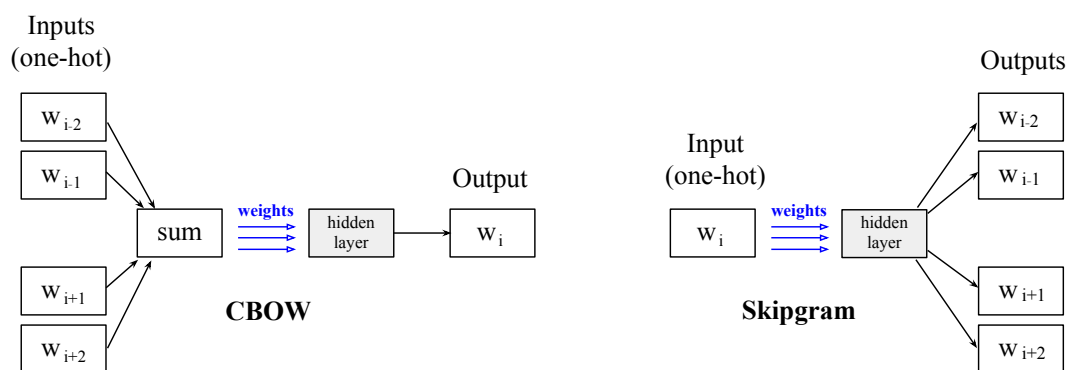 Inputs
(one-hot)
w i-2
w i-1
sum
w i+1
w i+2
weights
hidden
layer
Output
w i
CBOW
Input
(one-hot)
w i
weights
hidden
layer
Outputs
w i-2
w i-1
w i+1
w i+2
Skipgram